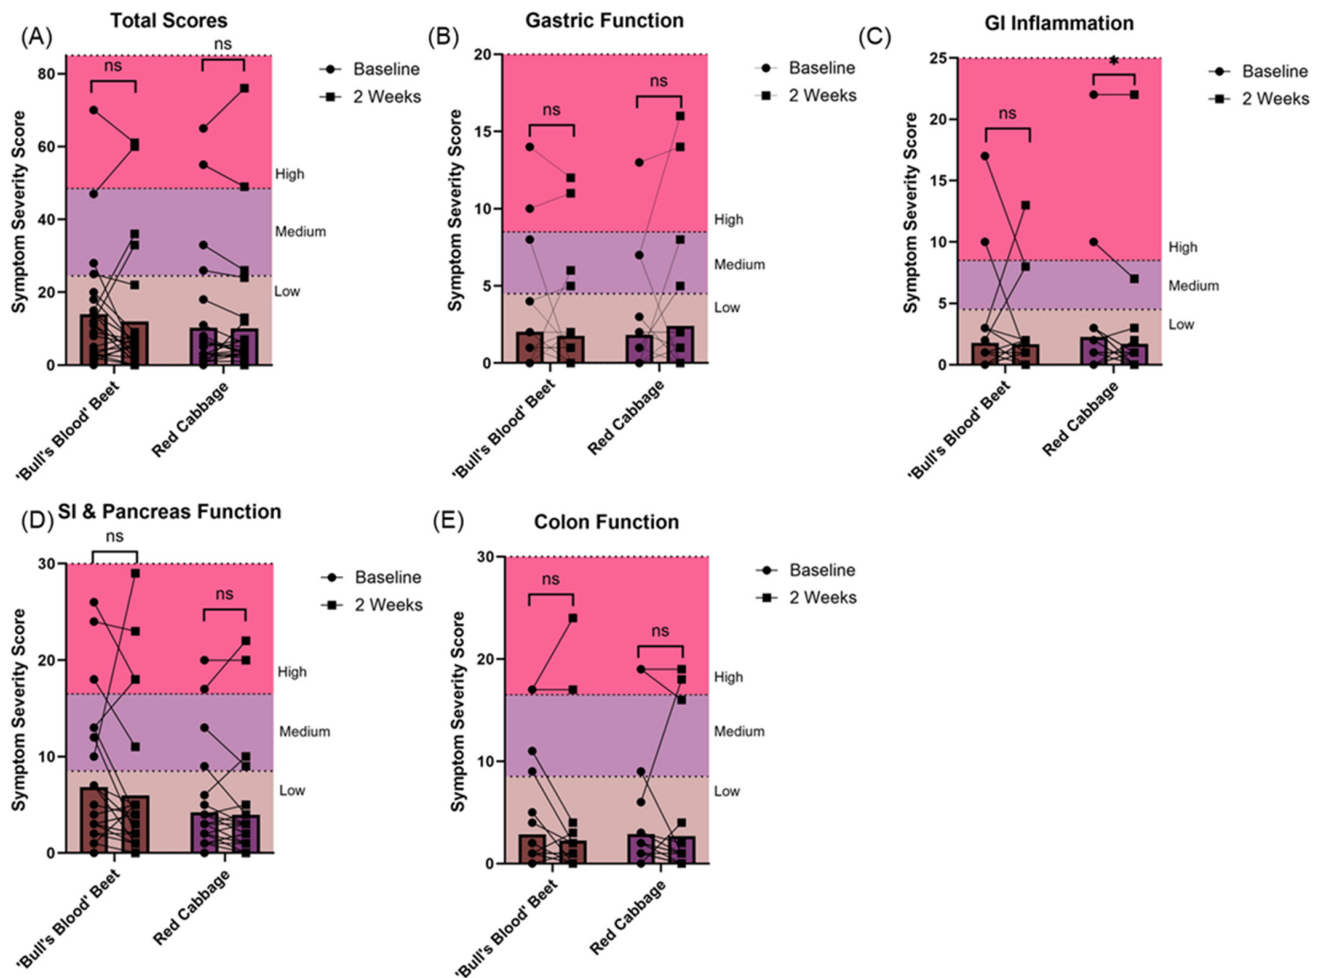 Total Scores
(A)
ns
ns
Symptom Severity Score
80
60
40
20
0
High
Medium
Low
Baseline
2 Weeks
'Bull's Blood' Beet
Red Cabbage
Gastric Function
(B)
ns
ns
Symptom Severity Score
20
15
10
5
0
High
Medium
Low
Baseline
2 Weeks
'Bull's Blood' Beet
Red Cabbage
GI Inflammation
(C)
ns
*
Symptom Severity Score
25
20
15
10
5
0
High
Medium
Low
Baseline
2 Weeks
'Bull's Blood' Beet
Red Cabbage
(D) SI & Pancreas Function
ns
ns
Symptom Severity Score
30
20
10
0
High
Medium
Low
Baseline
2 Weeks
'Bull's Blood' Beet
Red Cabbage
(E)
Colon Function
ns
ns
Symptom Severity Score
30
20
10
0
High
Medium
Low
Baseline
2 Weeks
'Bull's Blood' Beet
Red Cabbage